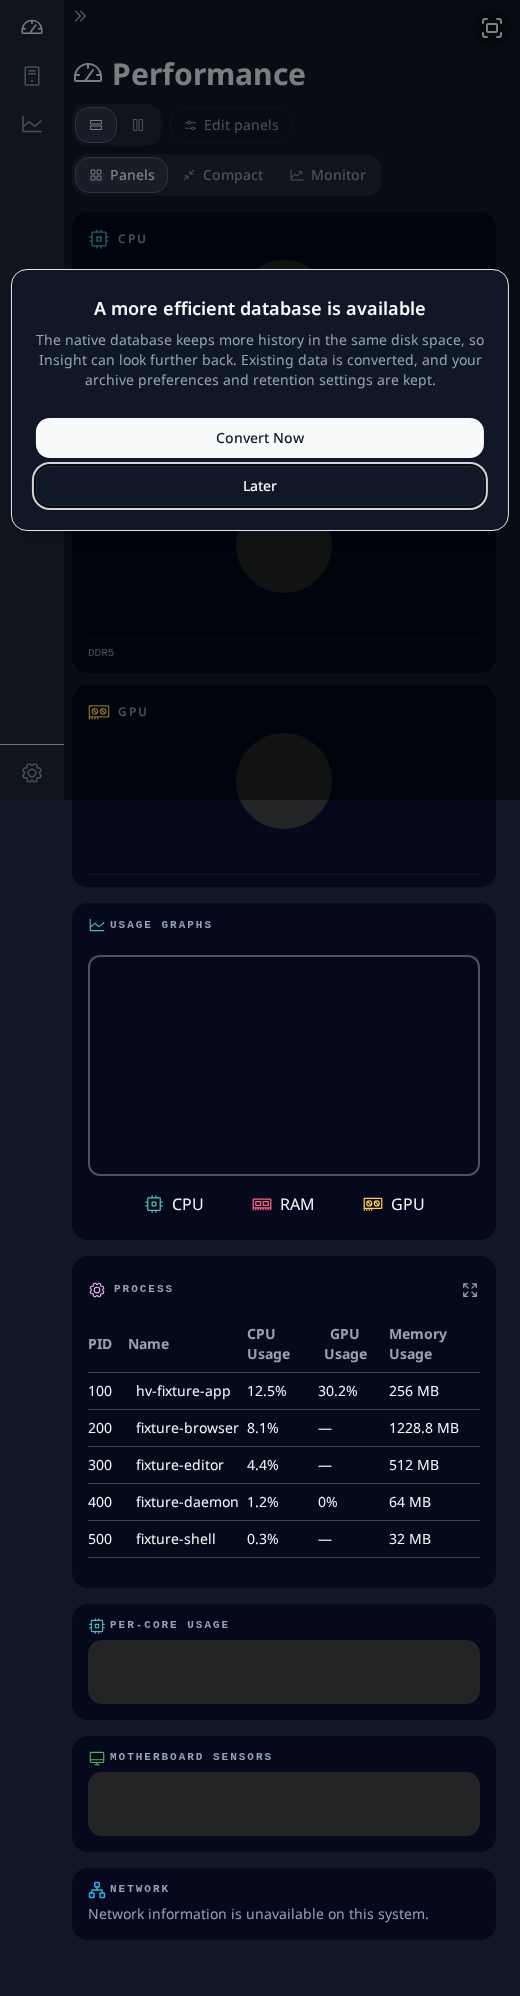 Performance
Edit panels
Panels Compact Monitor
CPU
A more efficient database is available
The native database keeps more history in the same disk space, so
Insight can look further back. Existing data is converted, and your
archive preferences and retention settings are kept.
Convert Now
Later
DDR5
GPU
USAGE GRAPHS
CPU RAM GPU
PROCESS
PID Name CPU Usage GPU Usage Memory Usage
100 hv-fixture-app 12.5% 30.2% 256 MB
200 fixture-browser 8.1% — 1228.8 MB
300 fixture-editor 4.4% — 512 MB
400 fixture-daemon 1.2% 0% 64 MB
500 fixture-shell 0.3% — 32 MB
PER-CORE USAGE
MOTHERBOARD SENSORS
NETWORK
Network information is unavailable on this system.